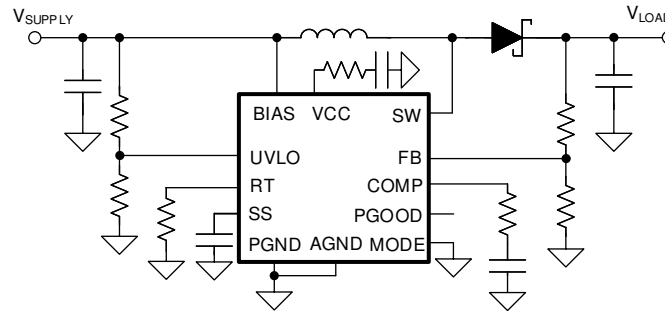 VSUPPLY VLOAD
BIAS VCC SW
UVLO FB
RT COMP
SS PGOOD
PGND AGND MODE